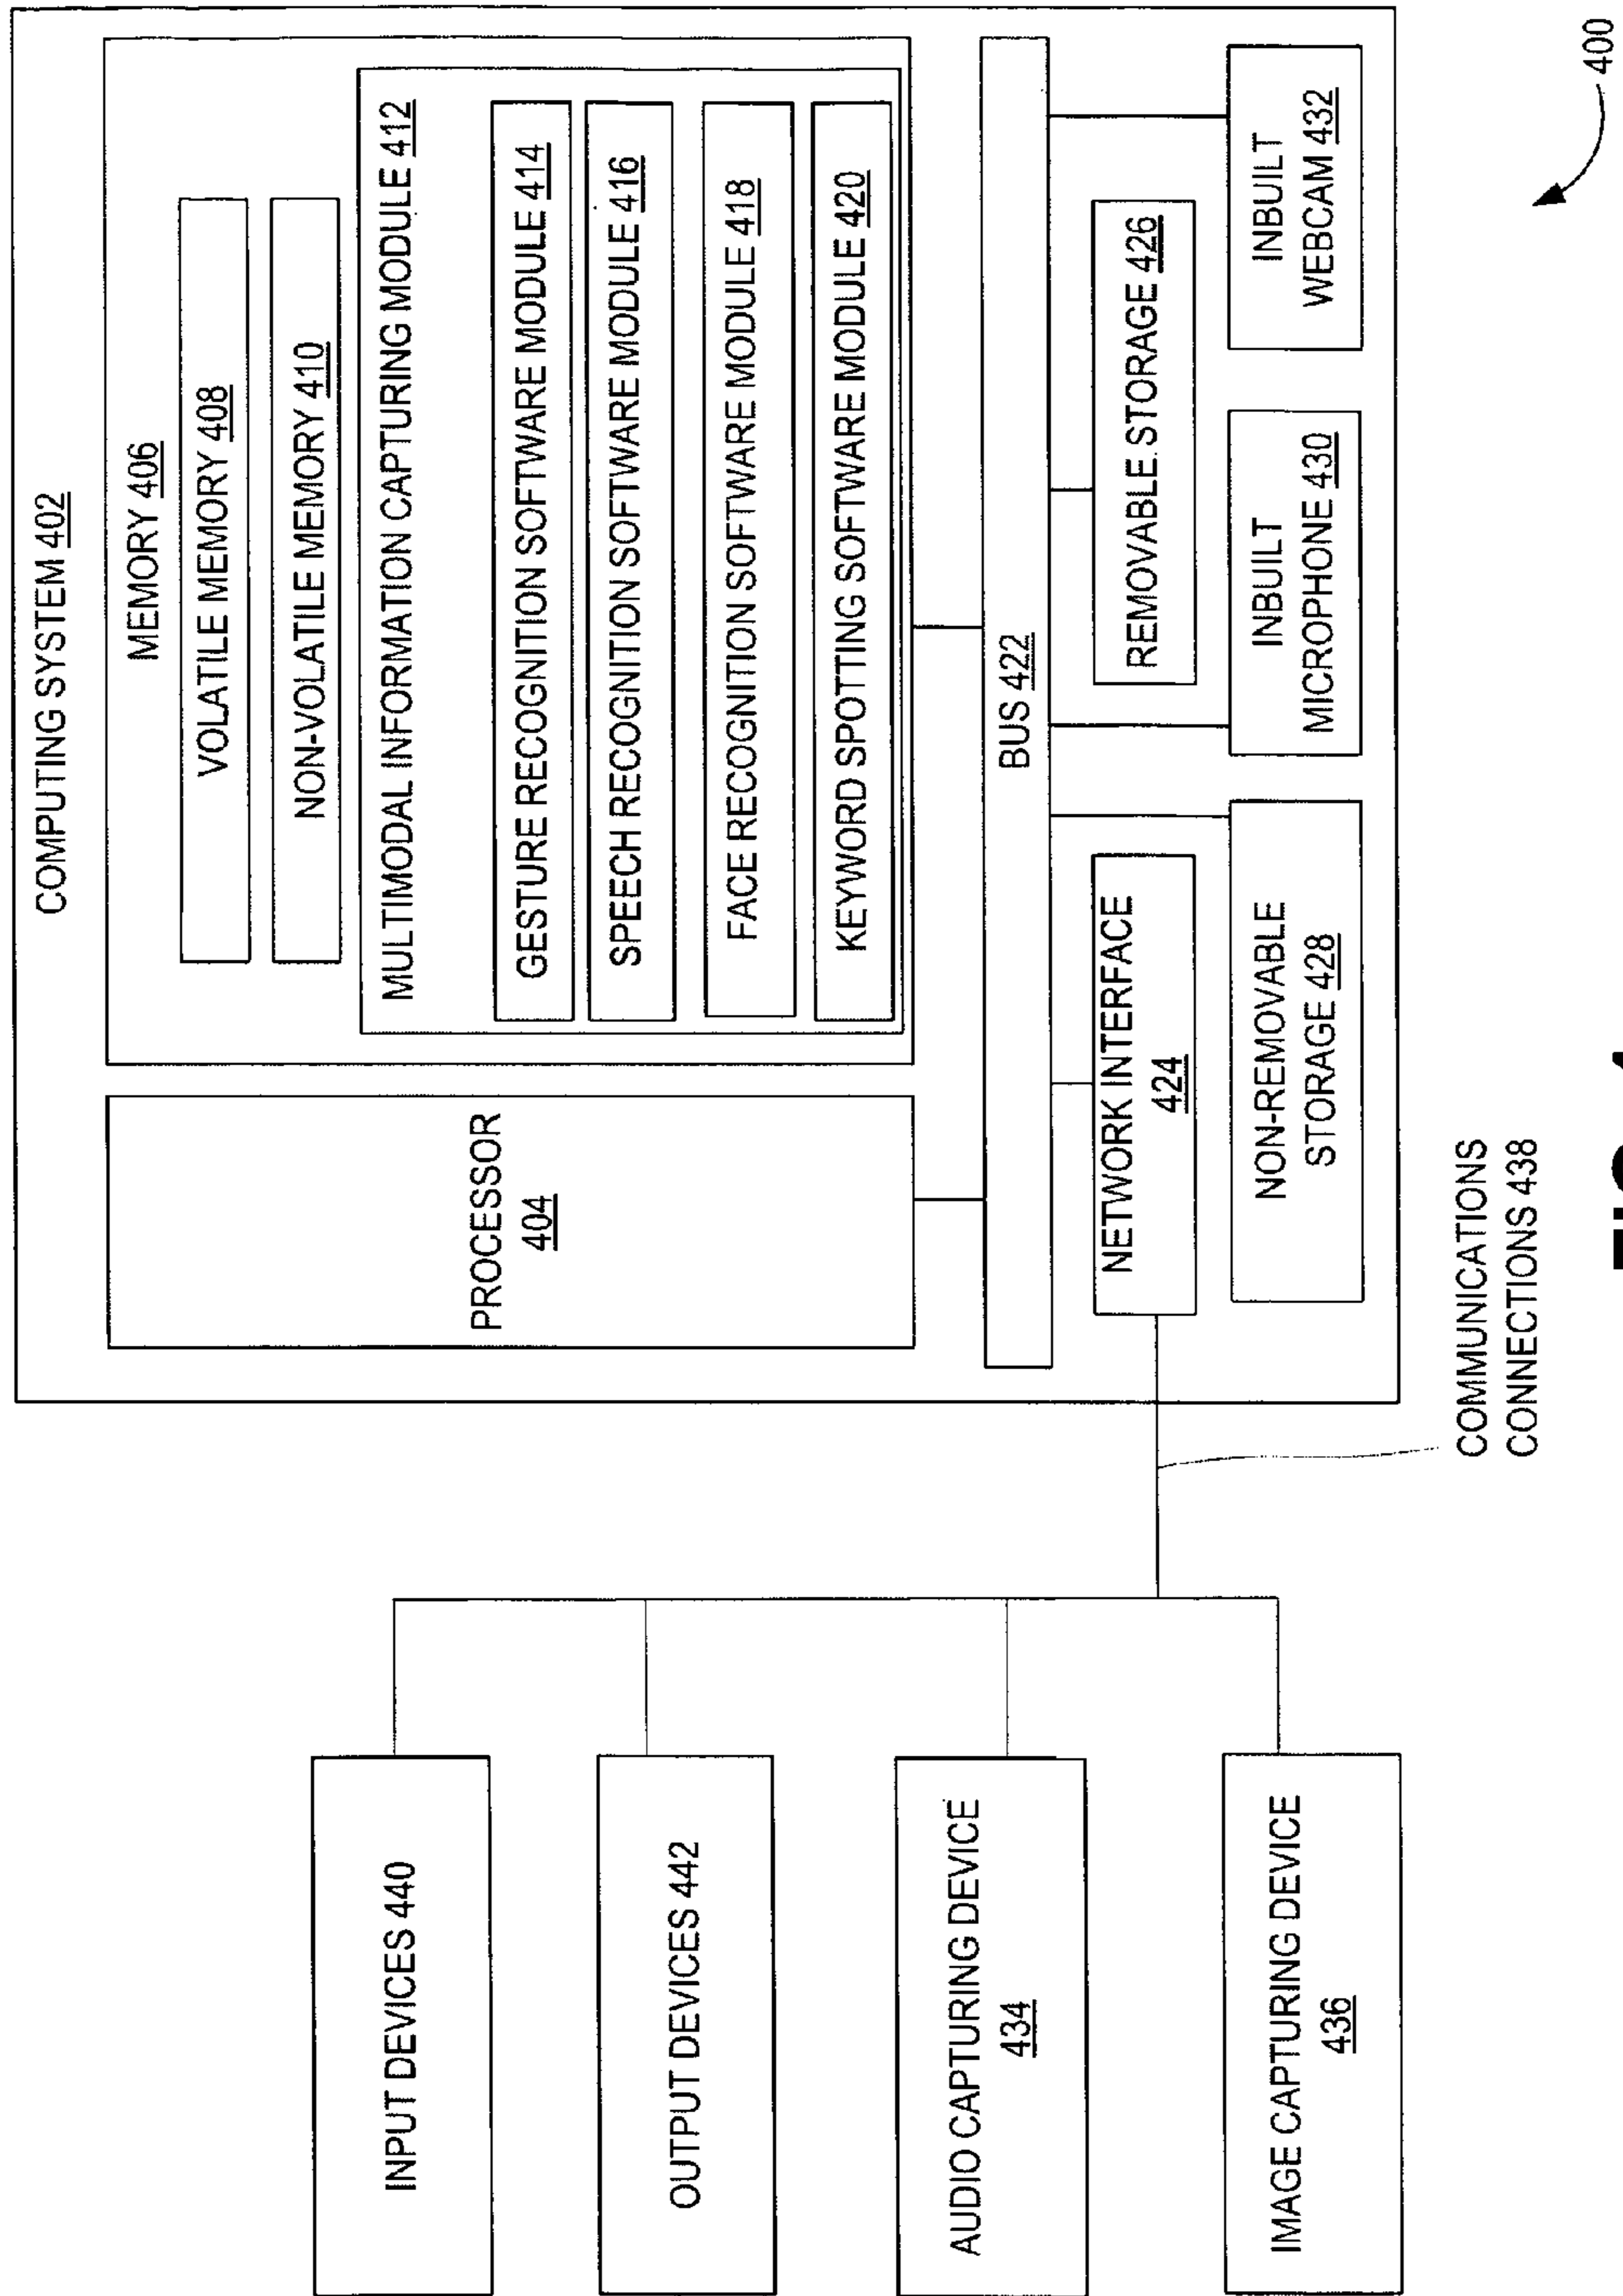 COMPUTING SYSTEM 402
PROCESSOR
404
MEMORY 406
VOLATILE MEMORY 408
NON-VOLATILE MEMORY 410
MULTIMODAL INFORMATION CAPTURING MODULE 412
GESTURE RECOGNITION SOFTWARE MODULE 414
SPEECH RECOGNITION SOFTWARE MODULE 416
FACE RECOGNITION SOFTWARE MODULE 418
KEYWORD SPOTTING SOFTWARE MODULE 420
BUS 422
NETWORK INTERFACE
424
REMOVABLE STORAGE 426
NON-REMOVABLE
STORAGE 428
INBUILT
MICROPHONE 430
INBUILT
WEBCAM 432
INPUT DEVICES 440
OUTPUT DEVICES 442
AUDIO CAPTURING DEVICE
434
IMAGE CAPTURING DEVICE
436
COMMUNICATIONS
CONNECTIONS 438
400